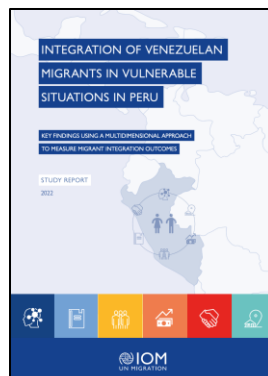 INTEGRATION OF VENEZUELAN
MIGRANTS IN VULNERABLE
SITUATIONS IN PERU
KEY FINDINGS USING A MULTIDIMENSIONAL APPROACH
TO MEASURE MIGRANT INTEGRATION OUTCOMES
STUDY REPORT
2022
IOM
UN MIGRATION